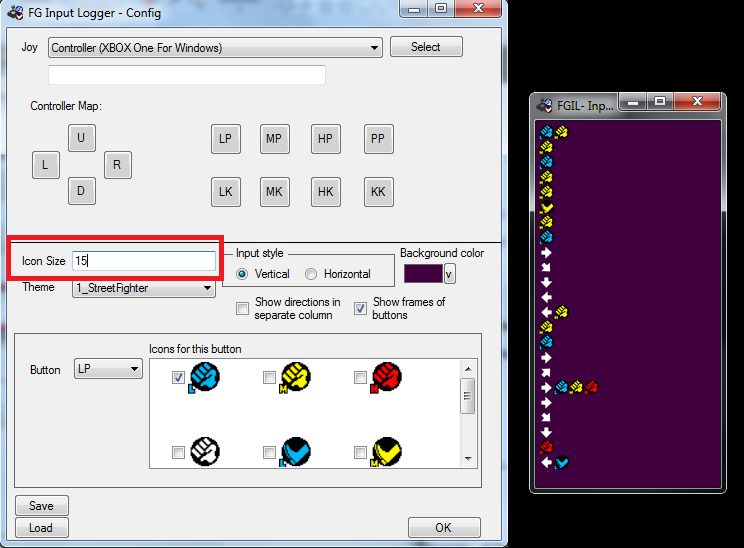 FG Input Logger - Config
Joy
Controller (XBOX One For Windows)
Select
Controller Map:
U
L
R
D
LP
MP
HP
PP
LK
MK
HK
KK
Icon Size
15
Input style
Vertical
Horizontal
Background color
v
Theme
1_StreetFighter
Show directions in
separate column
Show frames of
buttons
Icons for this button
Button
LP
L
M
H
L
M
Save
Load
OK
FGIL- Inp...